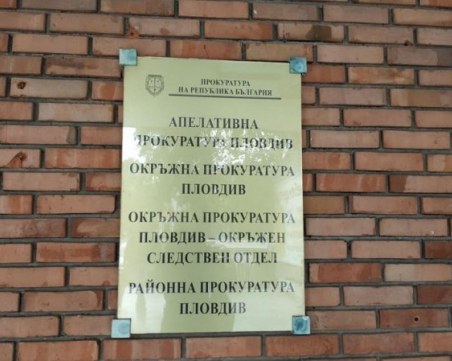 ПРОКУРАТУРА
НА РЕПУБЛИКА БЪЛГАРИЯ
АПЕЛАТИВНА
ПРОКУРАТУРА ПЛОВДИВ
ОКРЪЖНА ПРОКУРАТУРА
ПЛОВДИВ
ОКРЪЖНА ПРОКУРАТУРА
ПЛОВДИВ – ОКРЪЖЕН
СЛЕДСТВЕН ОТДЕЛ
РАЙОННА ПРОКУРАТУРА
ПЛОВДИВ